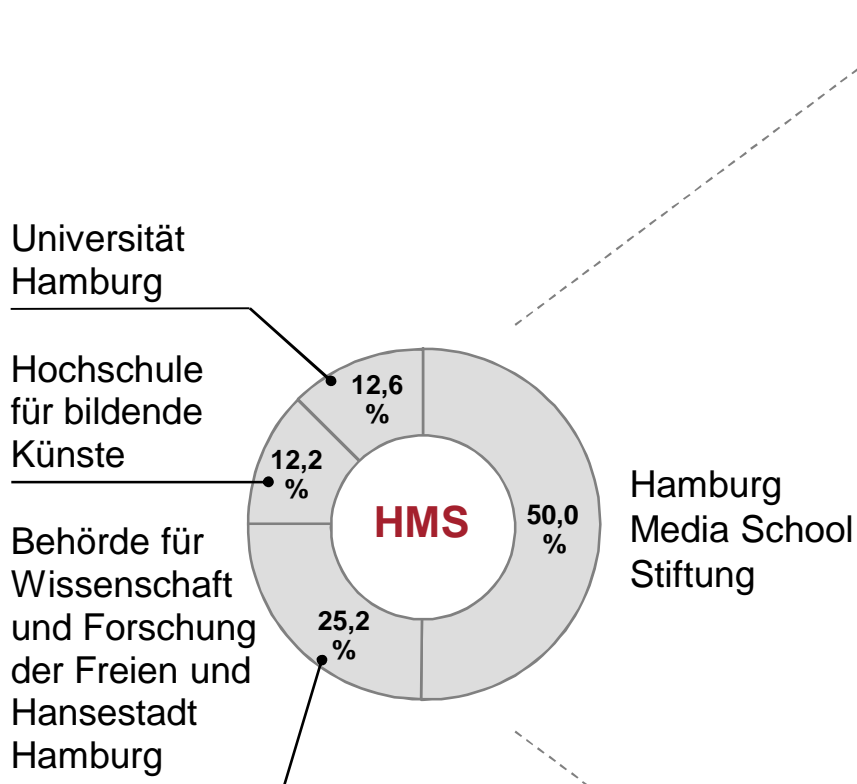 Universität
Hamburg
Hochschule
für bildende
Künste
Behörde für
Wissenschaft
und Forschung
der Freien und
Hansestadt
Hamburg
12,6
%
12,2
%
25,2
%
HMS
50,0
%
Hamburg
Media School
Stiftung